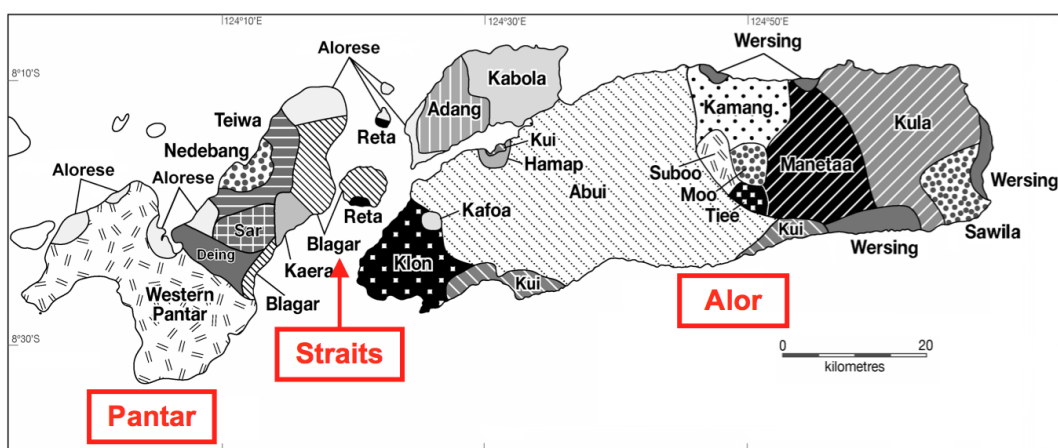 124°10'E
124°30'E
124°50'E
8°10'S
8°30'S
Alorese
Wersing
Kabola
Adang
Kamang
Teiwa
Reta
Kula
Nedebang
Kui
Hamap
Manetaa
Suboo
Alorese
Alorese
Moo
Abui
Wersing
Tiee
Reta
Kafoa
Sar
Kui
Sawila
Blagar
Wersing
Deing
Kaera
Klon
Kui
Western
Pantar
Blagar
Alor
Straits
0
20
kilometres
Pantar